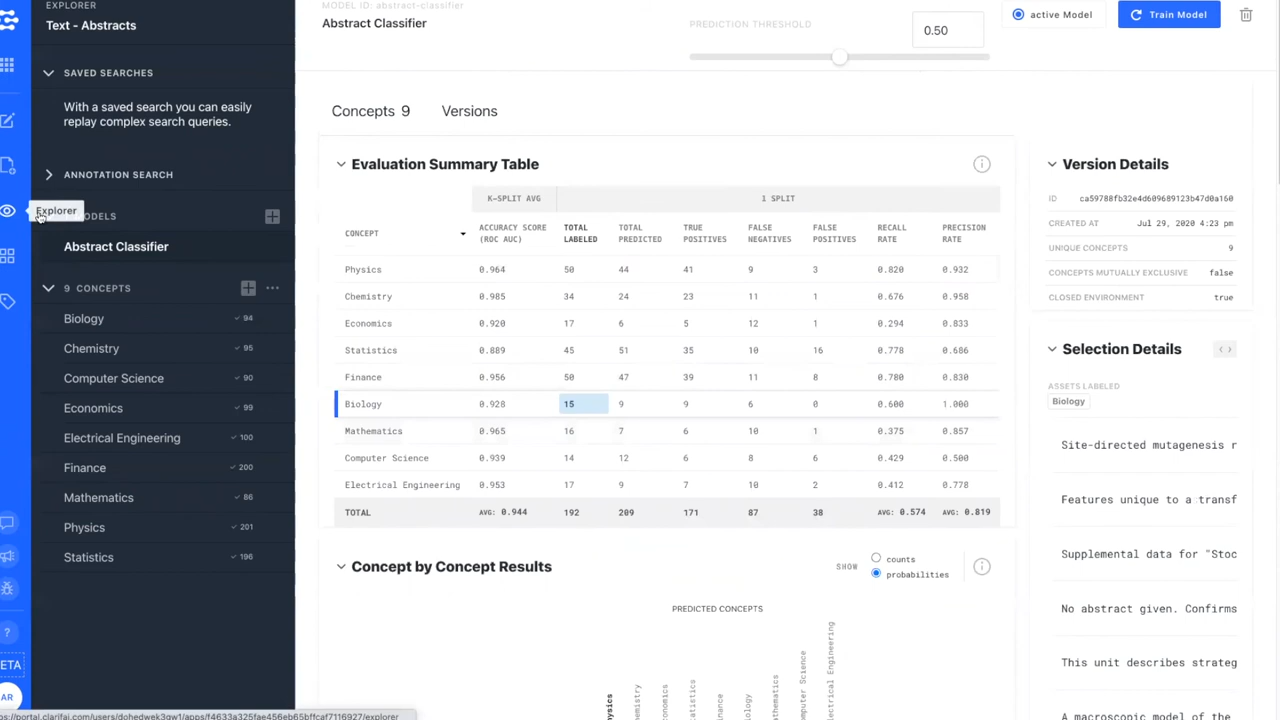 EXPLORER
Text - Abstracts
SAVED SEARCHES
With a saved search you can easily
replay complex search queries.
ANNOTATION SEARCH
Explorer
Abstract Classifier
9 CONCEPTS
Biology 94
Chemistry 95
Computer Science 90
Economics 99
Electrical Engineering 100
Finance 200
Mathematics 86
Physics 201
Statistics 196
?
ETA
AR
MODEL ID: abstract-classifier
Abstract Classifier
PREDICTION THRESHOLD
0.50
active Model
Train Model
Concepts 9 Versions
Evaluation Summary Table
K-SPLIT AVG 1 SPLIT
CONCEPT ACCURACY SCORE (ROC AUC) TOTAL LABELED TOTAL PREDICTED TRUE POSITIVES FALSE NEGATIVES FALSE POSITIVES RECALL RATE PRECISION RATE
Physics 0.964 50 44 41 9 3 0.820 0.932
Chemistry 0.985 34 24 23 11 1 0.676 0.958
Economics 0.920 17 6 5 12 1 0.294 0.833
Statistics 0.889 45 51 35 10 16 0.778 0.686
Finance 0.956 50 47 39 11 8 0.780 0.830
Biology 0.928 15 9 9 6 0 0.600 1.000
Mathematics 0.965 16 7 6 10 1 0.375 0.857
Computer Science 0.939 14 12 6 8 6 0.429 0.500
Electrical Engineering 0.953 17 9 7 10 2 0.412 0.778
TOTAL AVG: 0.944 192 209 171 87 38 AVG: 0.574 AVG: 0.819
Concept by Concept Results
SHOW
counts
probabilities
PREDICTED CONCEPTS
Computer Science
Electrical Engineering
Version Details
ID ca59788fb32e4d609689123b47d0a160
CREATED AT Jul 29, 2020 4:23 pm
UNIQUE CONCEPTS 9
CONCEPTS MUTUALLY EXCLUSIVE false
CLOSED ENVIRONMENT true
Selection Details
ASSETS LABELED
Biology
Site-directed mutagenesis r
Features unique to a transf
Supplemental data for "Stoc
No abstract given. Confirms
This unit describes strateg
A macroscopic model of the